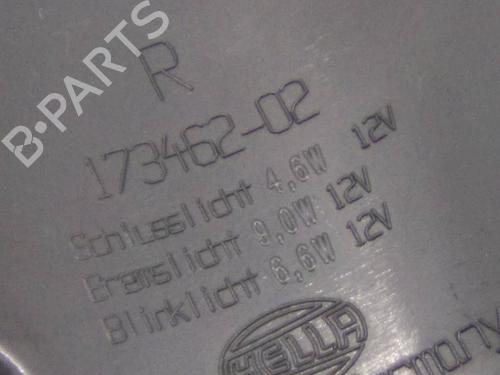 B-PARTS
R
173462-02
Schlusslicht 4,6W 12V
Bremslicht 9,0W 12V
Blinklicht 6,6W 12V
HELLA